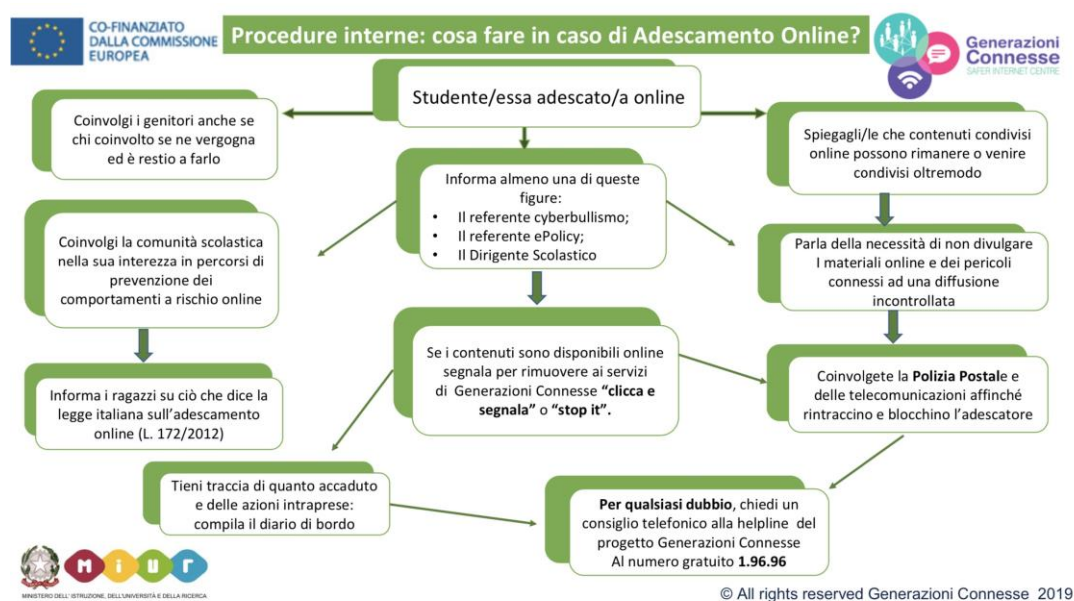 CO-FINANZIATO
DALLA COMMISSIONE
EUROPEA
Procedure interne: cosa fare in caso di Adescamento Online?
Generazioni
Connesse
SAFER INTERNET CENTRE
Studente/essa adescato/a online
Coinvolgi i genitori anche se
chi coinvolto se ne vergogna
ed è restio a farlo
Informa almeno una di queste
figure:
• Il referente cyberbullismo;
• Il referente ePolicy;
• Il Dirigente Scolastico
Spiegagli/le che contenuti condivisi
online possono rimanere o venire
condivisi oltremodo
Coinvolgi la comunità scolastica
nella sua interezza in percorsi di
prevenzione dei
comportamenti a rischio online
Parla della necessità di non divulgare
I materiali online e dei pericoli
connessi ad una diffusione
incontrollata
Se i contenuti sono disponibili online
segnala per rimuovere ai servizi
di Generazioni Connesse “clicca e
segnala” o “stop it”.
Informa i ragazzi su ciò che dice la
legge italiana sull’adescamento
online (L. 172/2012)
Coinvolgete la Polizia Postale e
delle telecomunicazioni affinché
rintraccino e blocchino l’adescatore
Tieni traccia di quanto accaduto
e delle azioni intraprese:
compila il diario di bordo
Per qualsiasi dubbio, chiedi un
consiglio telefonico alla helpline del
progetto Generazioni Connesse
Al numero gratuito 1.96.96
miur
MINISTERO DELL' ISTRUZIONE, DELL'UNIVERSITÀ E DELLA RICERCA
© All rights reserved Generazioni Connesse 2019